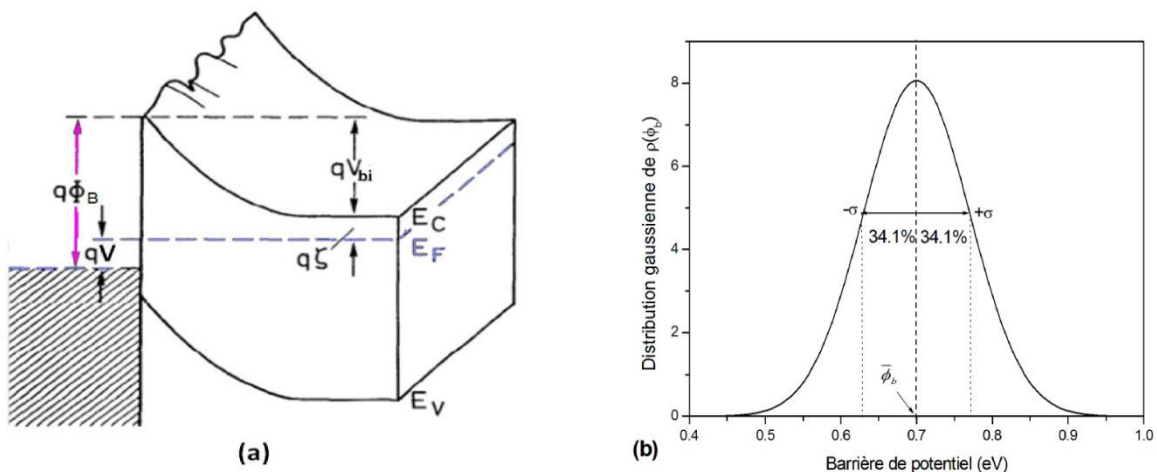 qΦB
qV
qVbi
qζ
EC
EF
EV
(a)
Distribution gaussienne de ρ(ϕb)
8
6
4
2
0
-σ
+σ
34.1%
34.1%
ϕ̅b
0.4
0.5
0.6
0.7
0.8
0.9
1.0
Barrière de potentiel (eV)
(b)